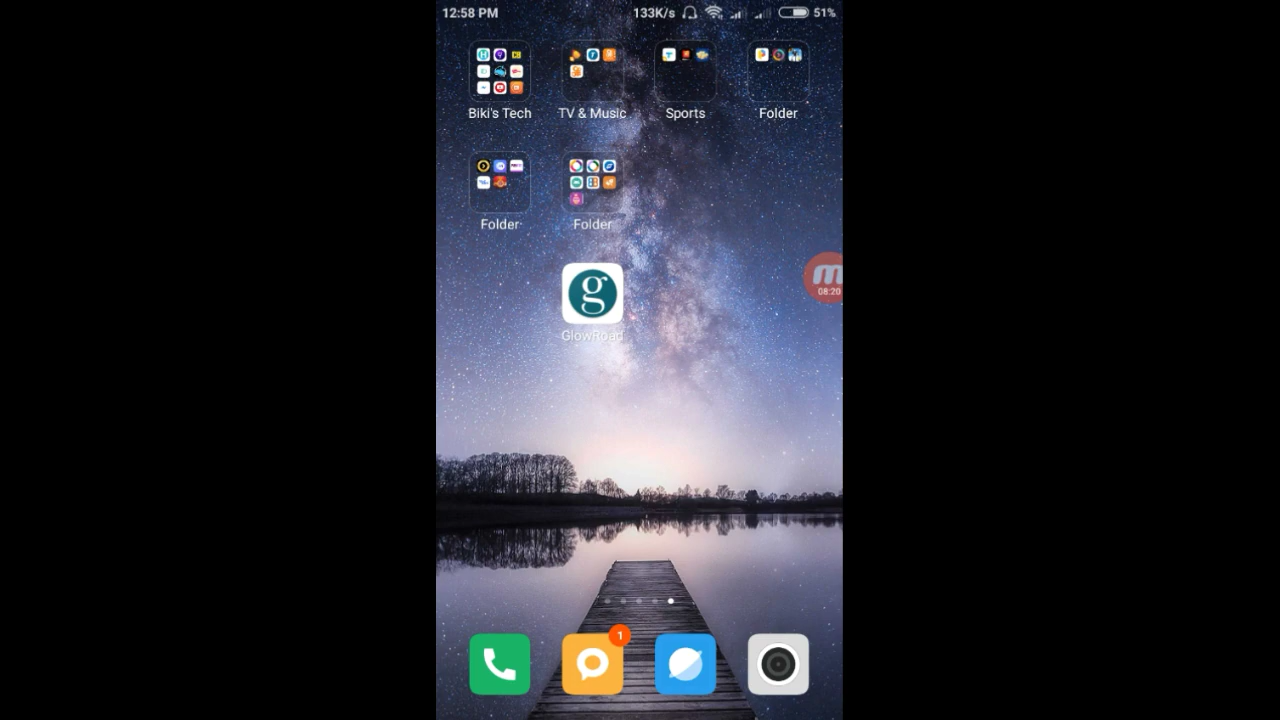 12:58 PM 133K/s 51%
Biki's Tech TV & Music Sports Folder
Folder Folder
m
08:20
g
GlowRoad
1